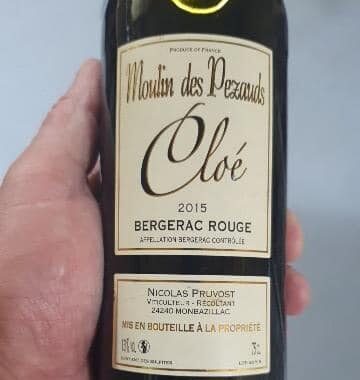 PRODUCE OF FRANCE
Moulin des Pezauds
Cloé
2015
BERGERAC ROUGE
APPELLATION BERGERAC CONTRÔLÉE
NICOLAS PRUVOST
VITICULTEUR - RÉCOLTANT
24240 MONBAZILLAC
MIS EN BOUTEILLE À LA PROPRIÉTÉ